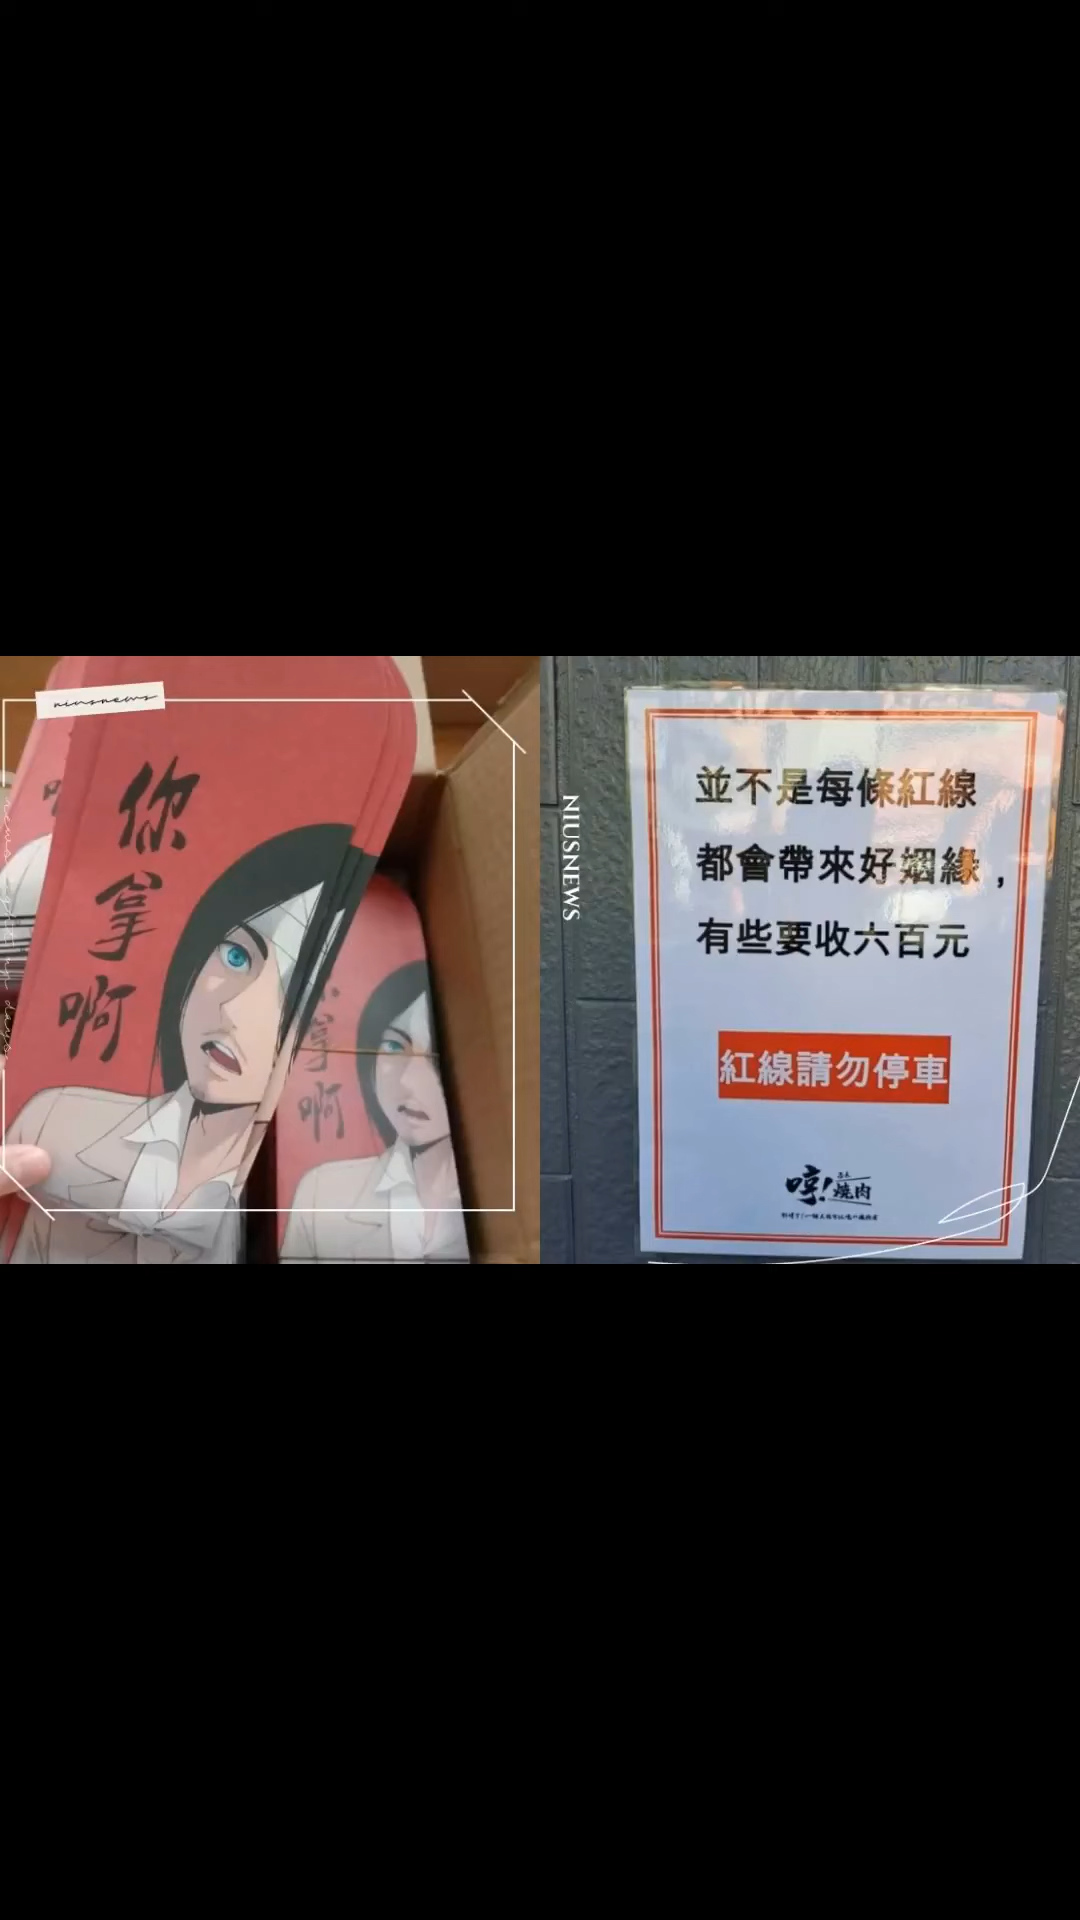 niusnews
你拿啊
拿啊
NIUSNEWS
並不是每條紅線
都會帶來好姻緣，
有些要收六百元
紅線請勿停車
哼!燒肉